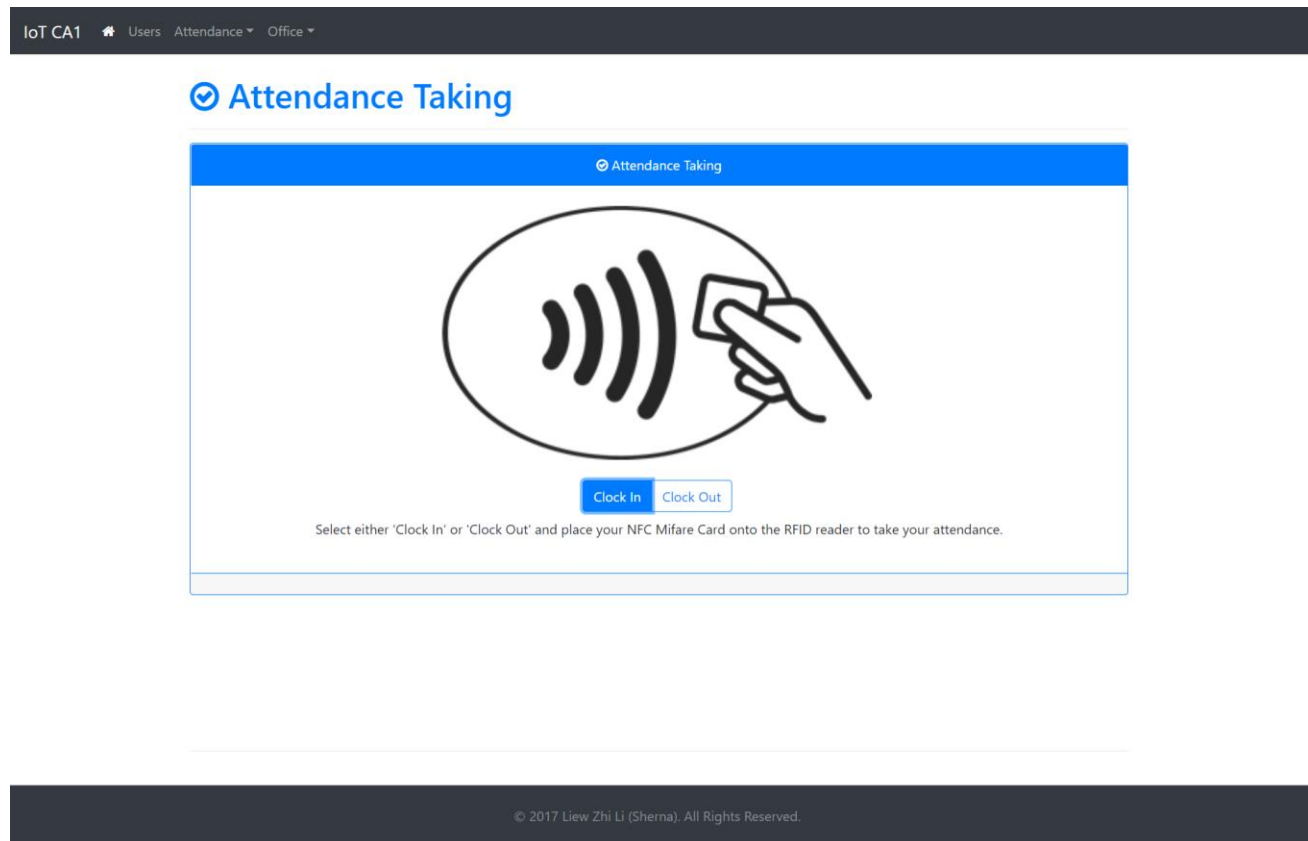 IoT CA1 Users Attendance Office
Attendance Taking
Attendance Taking
Clock In Clock Out
Select either 'Clock In' or 'Clock Out' and place your NFC Mifare Card onto the RFID reader to take your attendance.
© 2017 Liew Zhi Li (Sherna). All Rights Reserved.